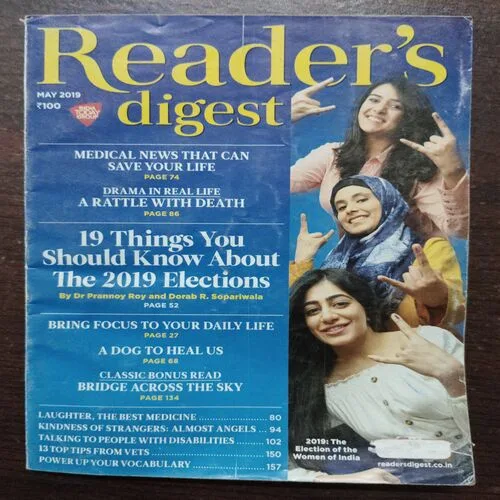 Reader's
digest
MAY 2019
₹100
INDIA
TODAY
GROUP
MEDICAL NEWS THAT CAN
SAVE YOUR LIFE
PAGE 74
DRAMA IN REAL LIFE
A RATTLE WITH DEATH
PAGE 86
19 Things You
Should Know About
The 2019 Elections
By Dr Prannoy Roy and Dorab R. Sopariwala
PAGE 52
BRING FOCUS TO YOUR DAILY LIFE
PAGE 27
A DOG TO HEAL US
PAGE 68
CLASSIC BONUS READ
BRIDGE ACROSS THE SKY
PAGE 134
LAUGHTER, THE BEST MEDICINE .................... 80
KINDNESS OF STRANGERS: ALMOST ANGELS ... 94
TALKING TO PEOPLE WITH DISABILITIES ....... 102
13 TOP TIPS FROM VETS ............................. 150
POWER UP YOUR VOCABULARY .................... 157
2019: The
Election of the
Women of India
readersdigest.co.in